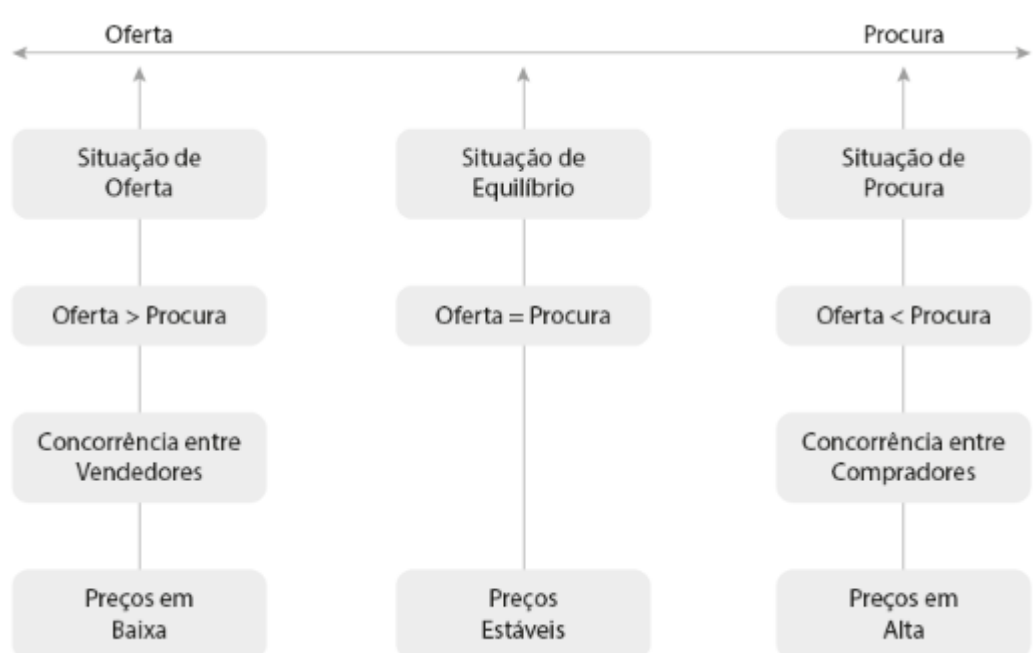 Oferta
Procura
Situação de
Oferta
Situação de
Equilíbrio
Situação de
Procura
Oferta > Procura
Oferta = Procura
Oferta < Procura
Concorrência entre
Vendedores
Concorrência entre
Compradores
Preços em
Baixa
Preços
Estáveis
Preços em
Alta